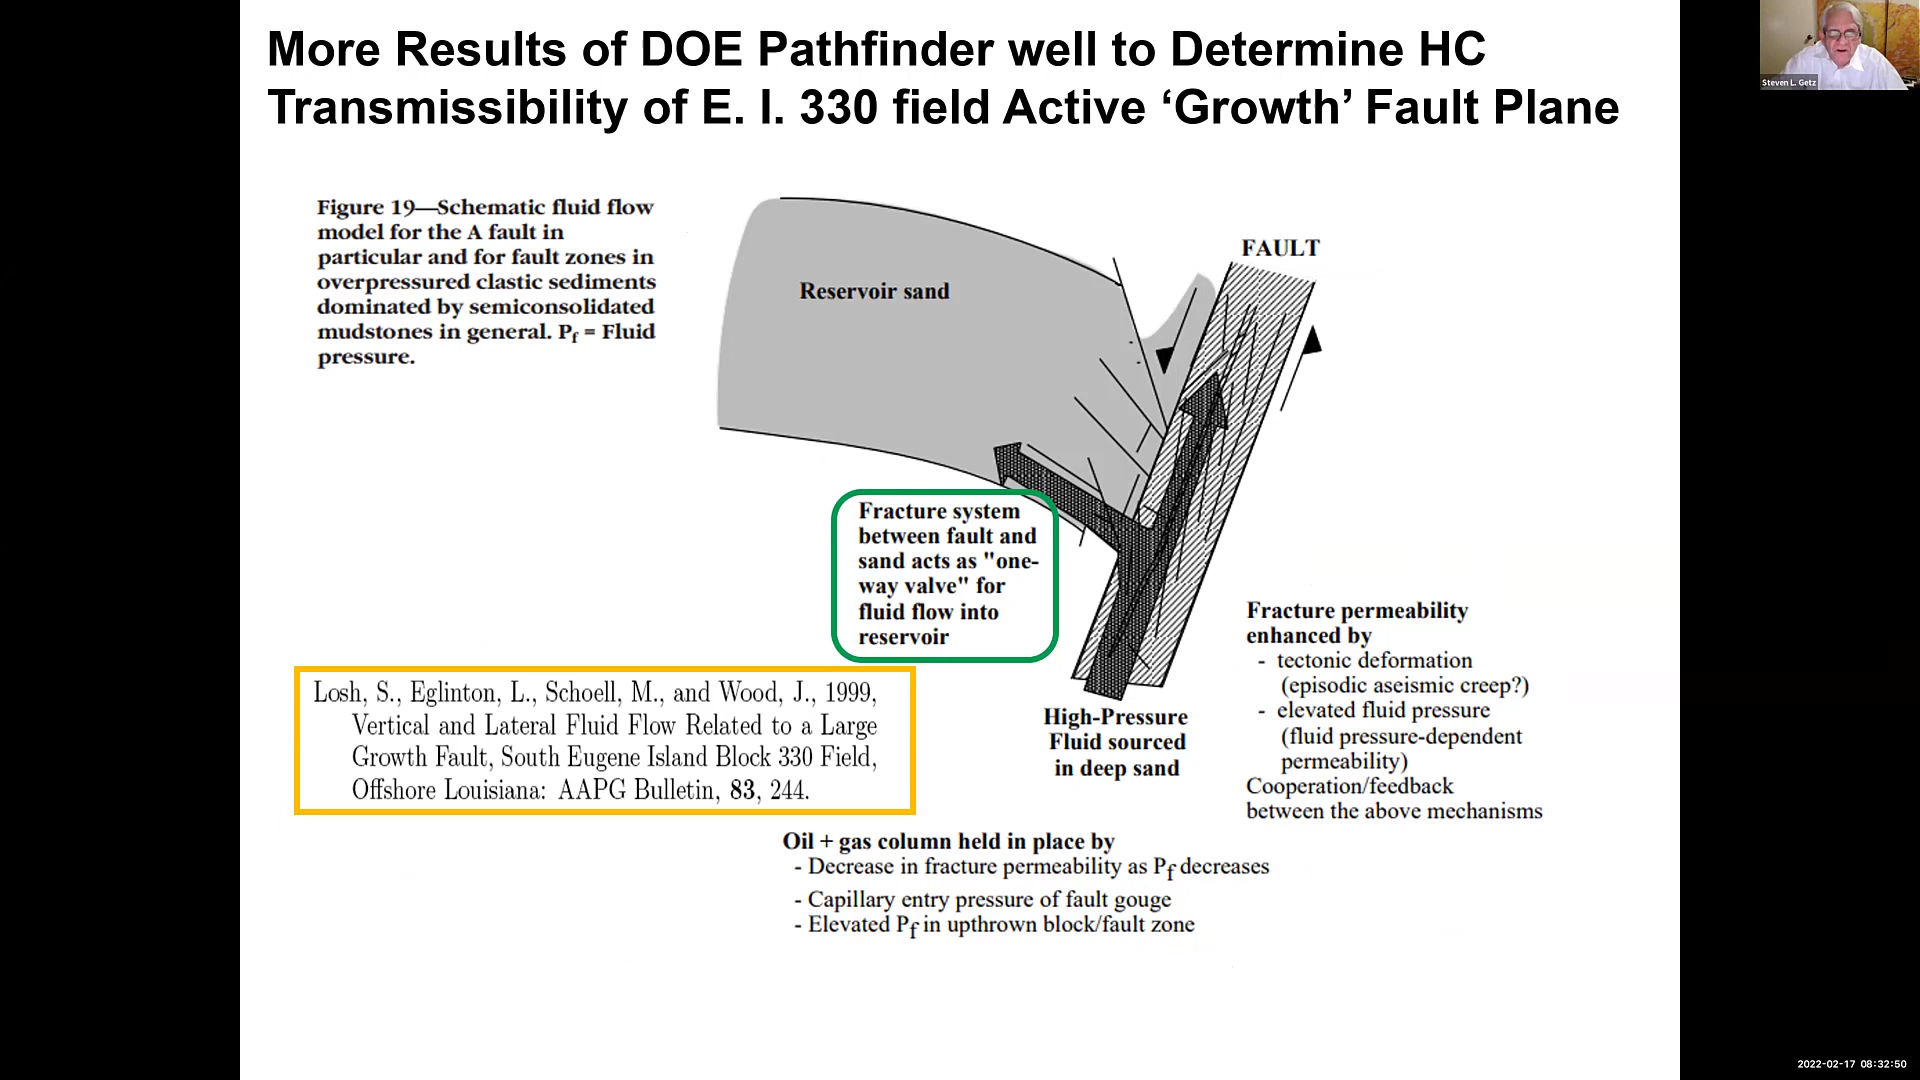 More Results of DOE Pathfinder well to Determine HC
Transmissibility of E. I. 330 field Active ‘Growth’ Fault Plane
Steven L. Getz
Figure 19—Schematic fluid flow
model for the A fault in
particular and for fault zones in
overpressured clastic sediments
dominated by semiconsolidated
mudstones in general. Pf = Fluid
pressure.
Reservoir sand
FAULT
Fracture system
between fault and
sand acts as "one-
way valve" for
fluid flow into
reservoir
Losh, S., Eglinton, L., Schoell, M., and Wood, J., 1999,
Vertical and Lateral Fluid Flow Related to a Large
Growth Fault, South Eugene Island Block 330 Field,
Offshore Louisiana: AAPG Bulletin, 83, 244.
High-Pressure
Fluid sourced
in deep sand
Fracture permeability
enhanced by
- tectonic deformation
(episodic aseismic creep?)
- elevated fluid pressure
(fluid pressure-dependent
permeability)
Cooperation/feedback
between the above mechanisms
Oil + gas column held in place by
- Decrease in fracture permeability as Pf decreases
- Capillary entry pressure of fault gouge
- Elevated Pf in upthrown block/fault zone
2022-02-17 08:32:50